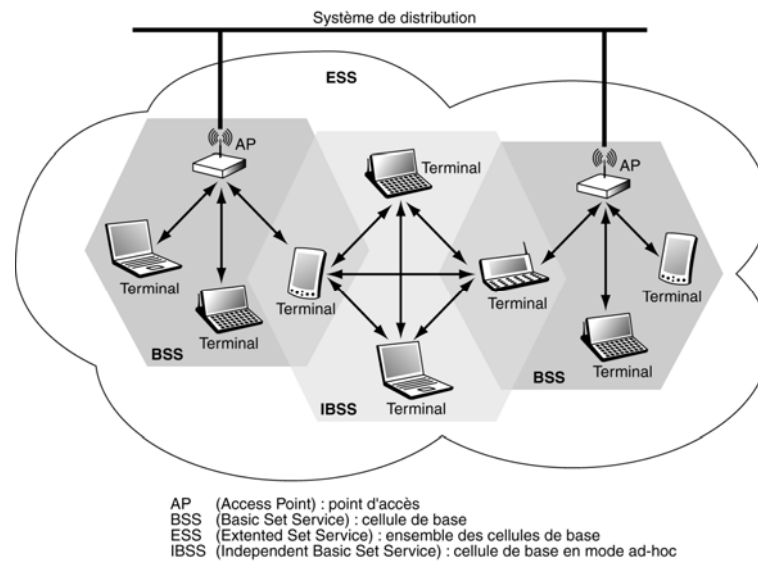 Système de distribution
ESS
AP
AP
Terminal
Terminal
Terminal
Terminal
Terminal
Terminal
Terminal
Terminal
BSS
BSS
IBSS
Terminal
AP (Access Point) : point d'accès
BSS (Basic Set Service) : cellule de base
ESS (Extented Set Service) : ensemble des cellules de base
IBSS (Independent Basic Set Service) : cellule de base en mode ad-hoc